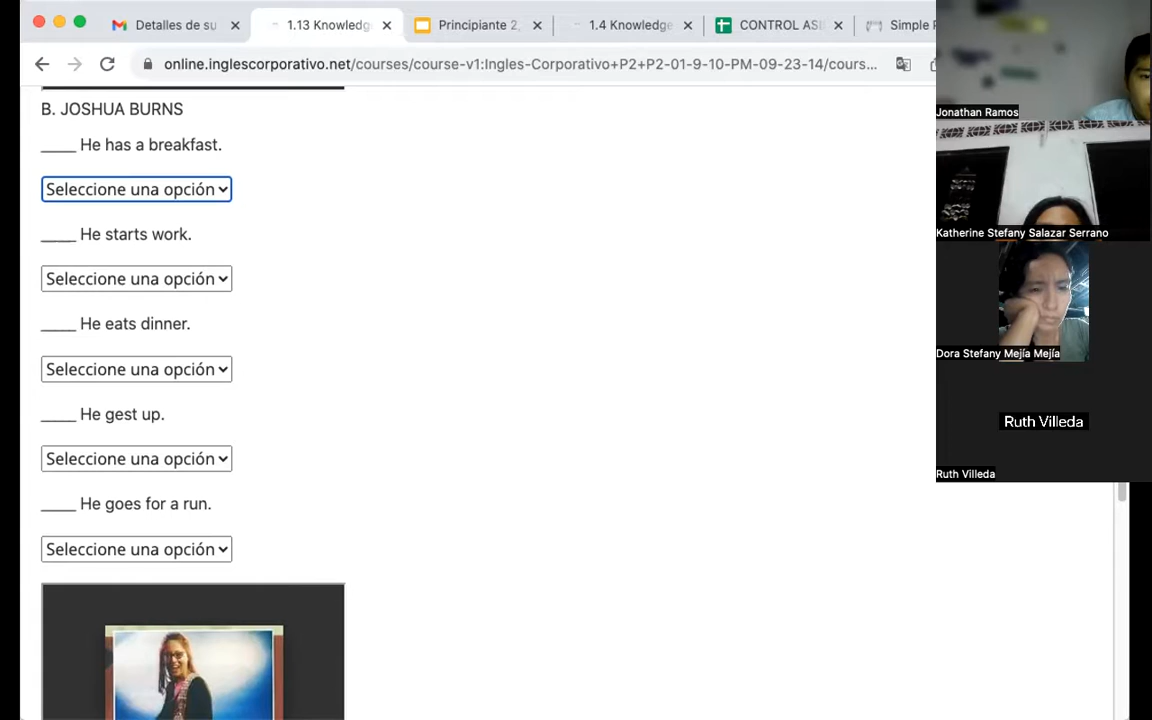 Detalles de su
1.13 Knowledge
Principiante 2,
1.4 Knowledge
CONTROL ASI
Simple
online.inglescorporativo.net/courses/course-v1:Ingles-Corporativo+P2+P2-01-9-10-PM-09-23-14/cours...
B. JOSHUA BURNS
____ He has a breakfast.
Seleccione una opción
____ He starts work.
Seleccione una opción
____ He eats dinner.
Seleccione una opción
____ He gest up.
Seleccione una opción
____ He goes for a run.
Seleccione una opción
Jonathan Ramos
Katherine Stefany Salazar Serrano
Dora Stefany Mejía Mejía
Ruth Villeda
Ruth Villeda